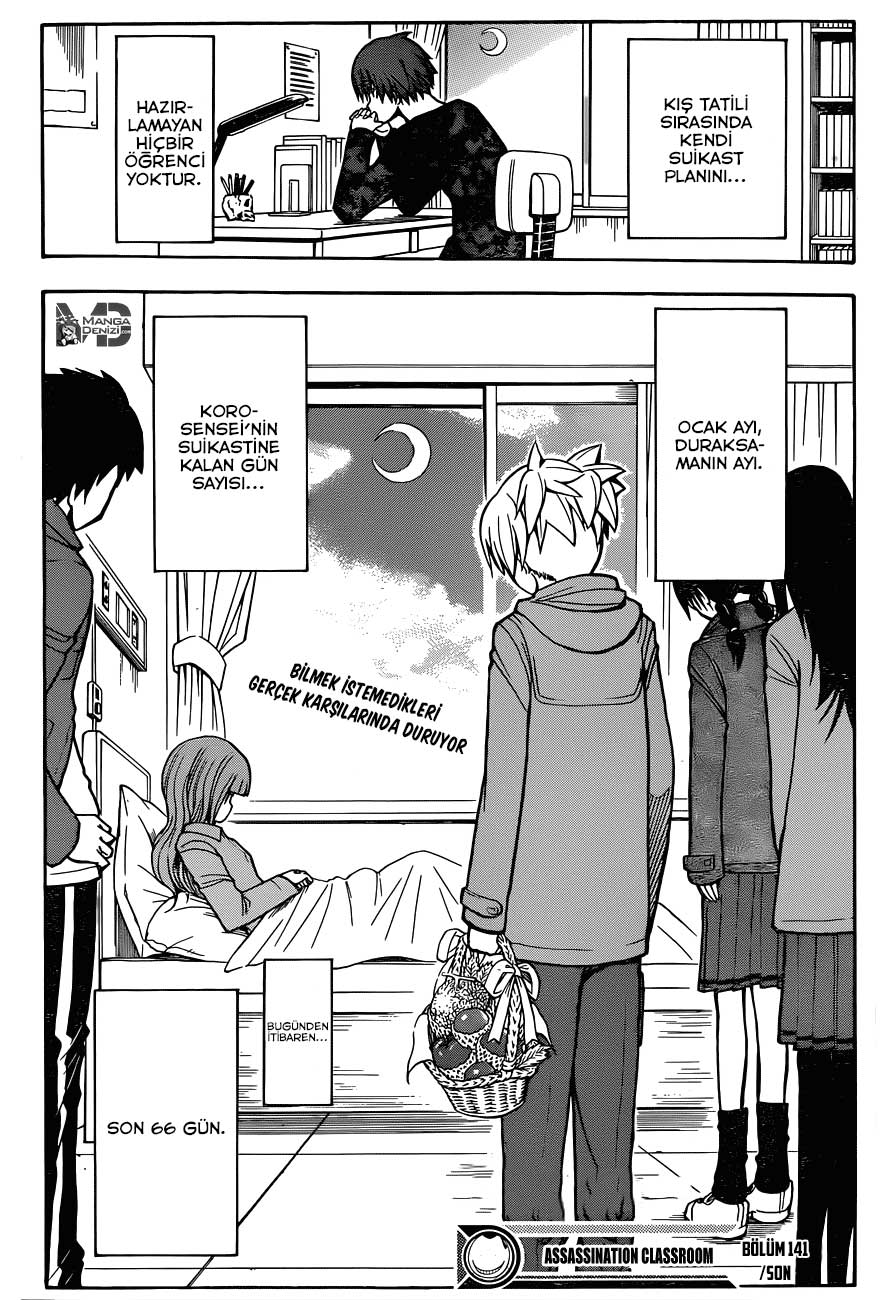 KIŞ TATİLİ
SIRASINDA
KENDİ
SUİKAST
PLANINI...
HAZIR-
LAMAYAN
HİÇBİR
ÖĞRENCİ
YOKTUR.
MD
MANGA
DENİZİ.COM
OCAK AYI,
DURAKSA-
MANIN AYI.
KORO-
SENSEİ'NİN
SUİKASTİNE
KALAN GÜN
SAYISI...
BİLMEK İSTEMEDİKLERİ
GERÇEK KARŞILARINDA DURUYOR
BUGÜNDEN
İTİBAREN...
SON 66 GÜN.
ASSASSINATION CLASSROOM
BÖLÜM 141
/SON